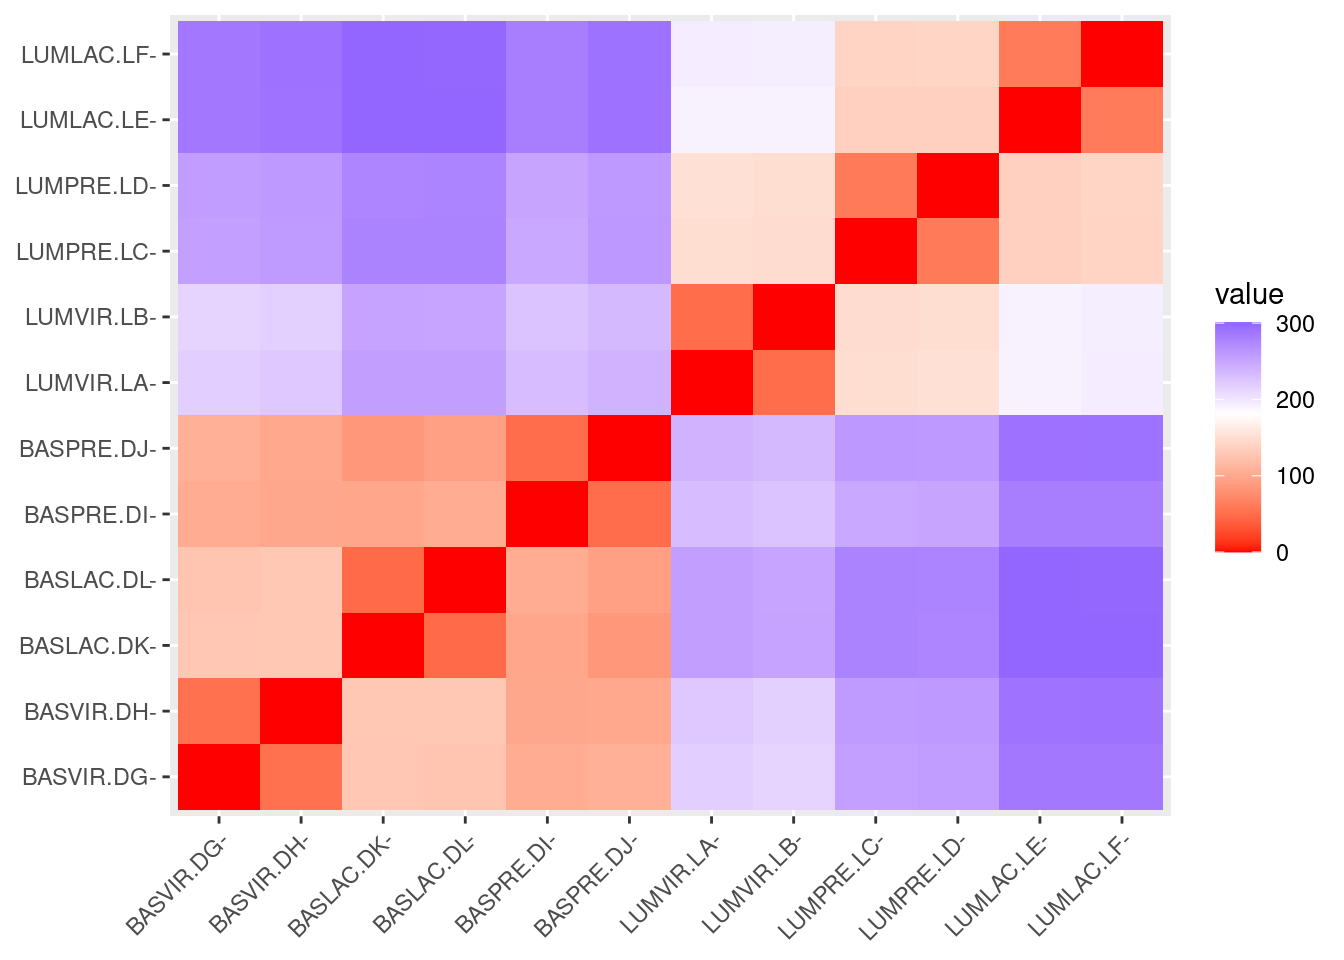 LUMLAC.LF-
LUMLAC.LE-
LUMPRE.LD-
LUMPRE.LC-
LUMVIR.LB-
LUMVIR.LA-
BASPRE.DJ-
BASPRE.DI-
BASLAC.DL-
BASLAC.DK-
BASVIR.DH-
BASVIR.DG-
BASVIR.DG-
BASVIR.DH-
BASLAC.DK-
BASLAC.DL-
BASPRE.DI-
BASPRE.DJ-
LUMVIR.LA-
LUMVIR.LB-
LUMPRE.LC-
LUMPRE.LD-
LUMLAC.LE-
LUMLAC.LF-
value
300
200
100
0